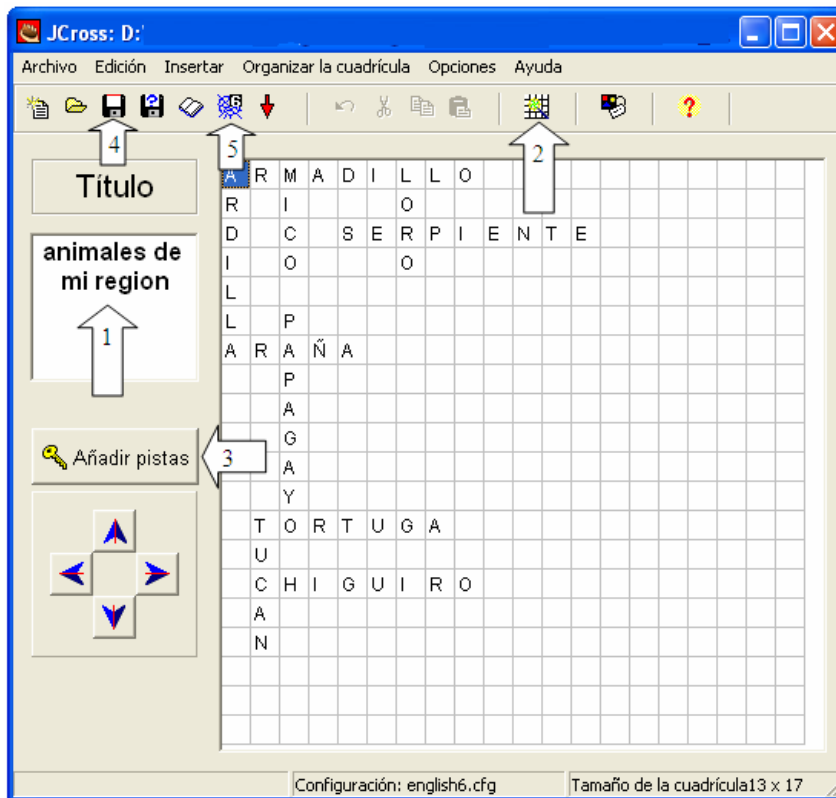 JCross: D:'
Archivo Edición Insertar Organizar la cuadrícula Opciones Ayuda
4
5
2
Título
animales de
mi region
1
Añadir pistas
3
A R M A D I L L O
R I O
D C S E R P I E N T E
I O O
L
L P
A R A Ñ A
P
A
G
A
Y
T O R T U G A
U
C H I G U I R O
A
N
Configuración: english6.cfg
Tamaño de la cuadrícula13 x 17